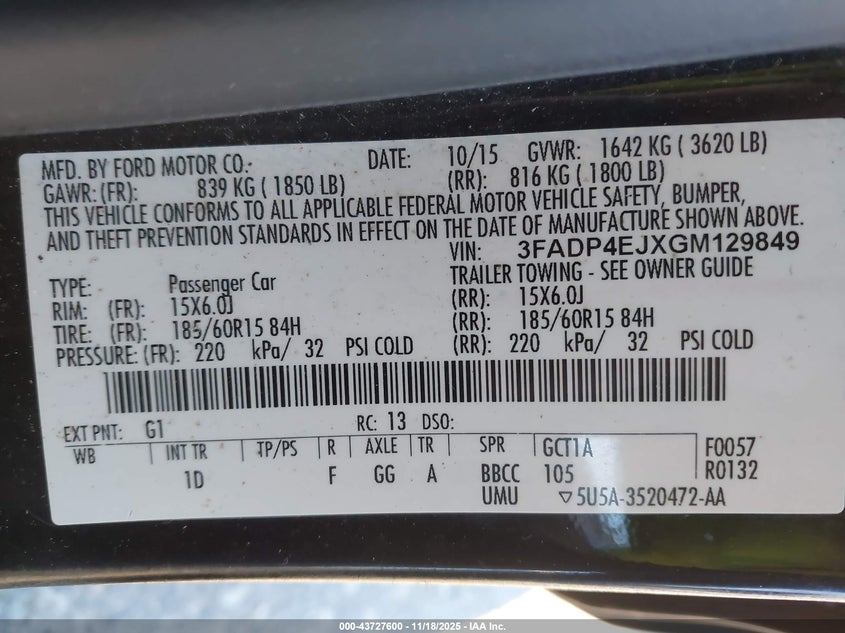 MFD. BY FORD MOTOR CO.- DATE: 10/15 GVWR: 1642 KG ( 3620 LB)
GAWR: (FR): 839 KG ( 1850 LB) (RR): 816 KG ( 1800 LB)
THIS VEHICLE CONFORMS TO ALL APPLICABLE FEDERAL MOTOR VEHICLE SAFETY, BUMPER,
AND THEFT PREVENTION STANDARDS IN EFFECT ON THE DATE OF MANUFACTURE SHOWN ABOVE.
VIN: 3FADP4EJXGM129849
TYPE: Passenger Car TRAILER TOWING - SEE OWNER GUIDE
RIM: (FR): 15X6.0J (RR): 15X6.0J
TIRE: (FR): 185/60R15 84H (RR): 185/60R15 84H
PRESSURE: (FR): 220 kPa/ 32 PSI COLD (RR): 220 kPa/ 32 PSI COLD
EXT PNT: G1 RC: 13 DSO:
WB INT TR TP/PS R AXLE TR SPR GCT1A F0057
1D F GG A BBCC 105 R0132
UMU ▽5U5A-3520472-AA
000-43727600 - 11/18/2025 - IAA Inc.